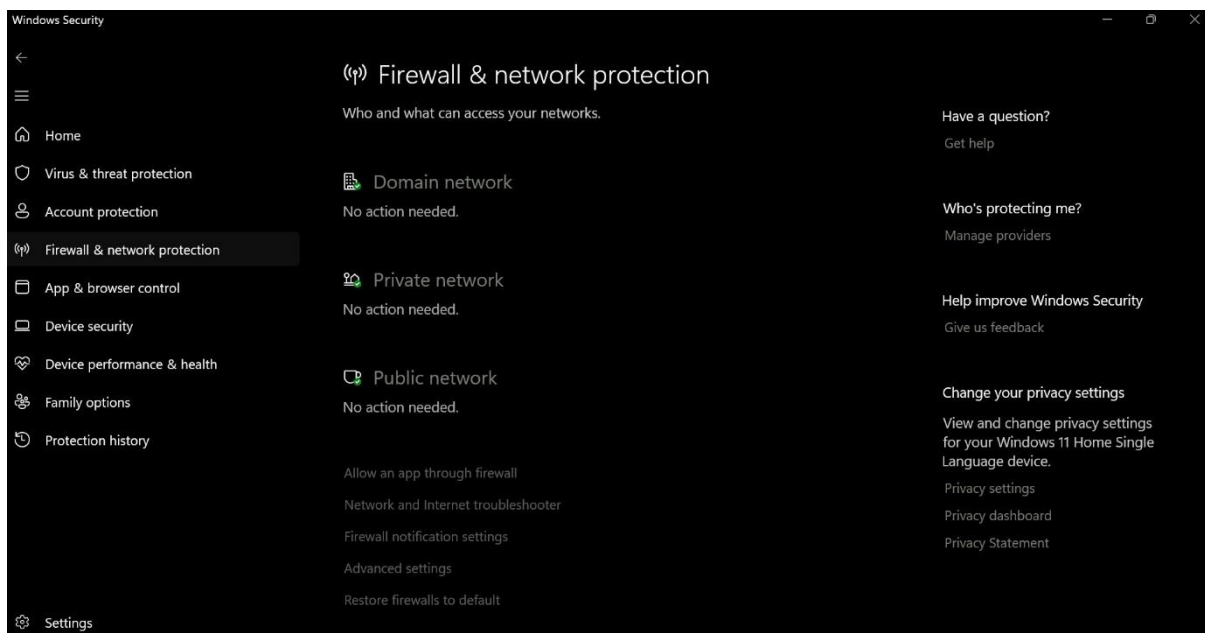 Windows Security
Home
Virus & threat protection
Account protection
Firewall & network protection
App & browser control
Device security
Device performance & health
Family options
Protection history
Settings
Firewall & network protection
Who and what can access your networks.
Domain network
No action needed.
Private network
No action needed.
Public network
No action needed.
Allow an app through firewall
Network and Internet troubleshooter
Firewall notification settings
Advanced settings
Restore firewalls to default
Have a question?
Get help
Who's protecting me?
Manage providers
Help improve Windows Security
Give us feedback
Change your privacy settings
View and change privacy settings
for your Windows 11 Home Single
Language device.
Privacy settings
Privacy dashboard
Privacy Statement